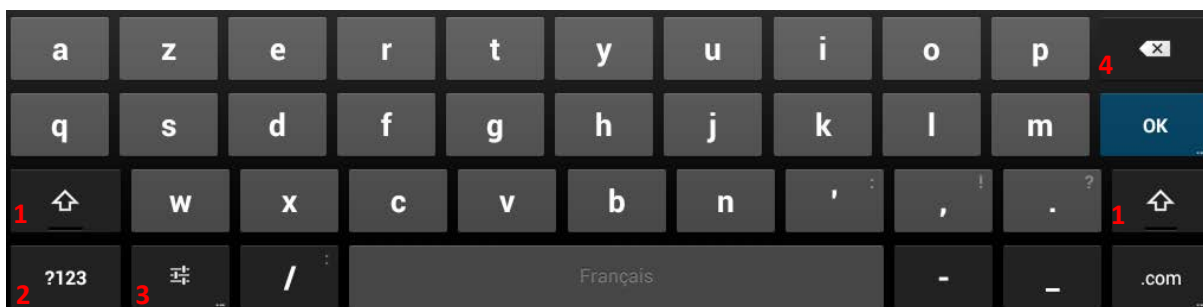 a z e r t y u i o p 4
q s d f g h j k l m OK
1 w x c v b n ' : , ! . ? 1
?123 2 3 / : Français - _ .com